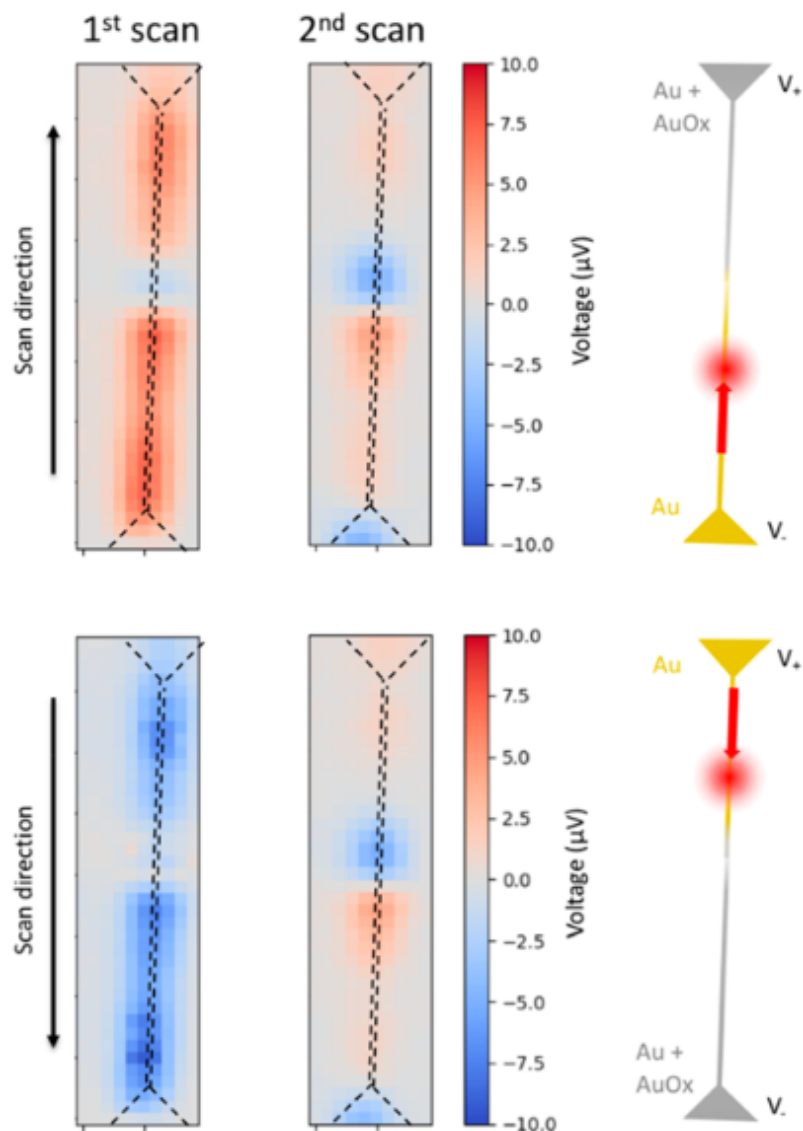 1st scan
2nd scan
Scan direction
10.0
7.5
5.0
2.5
0.0
−2.5
−5.0
−7.5
−10.0
Voltage (μV)
Au +
AuOx
V+
Au
V-
Scan direction
10.0
7.5
5.0
2.5
0.0
−2.5
−5.0
−7.5
−10.0
Voltage (μV)
Au
V+
Au +
AuOx
V-